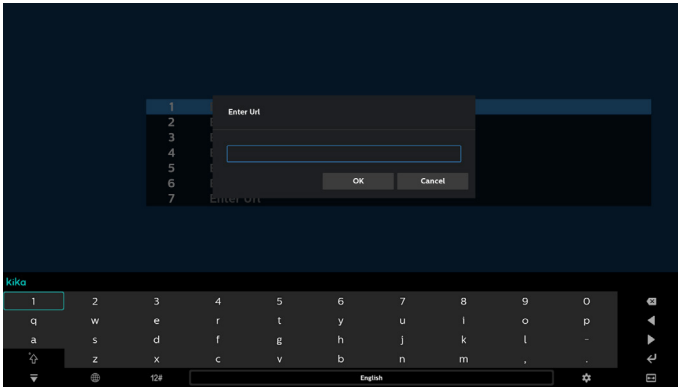 1
2
3
4
5
6
7 Enter Url
Enter Url
OK Cancel
kika
1 2 3 4 5 6 7 8 9 0
q w e r t y u i o p
a s d f g h j k l -
z x c v b n m , .
12# English